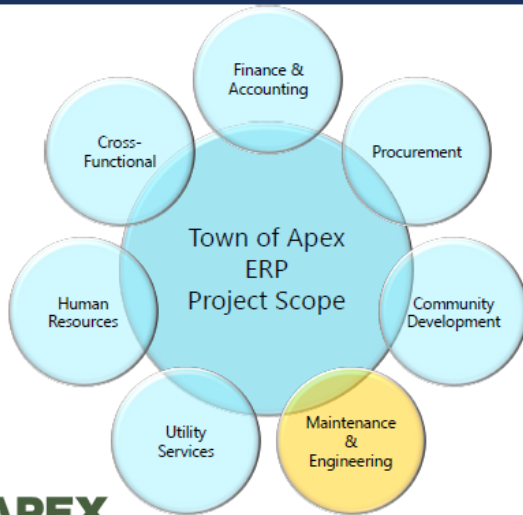 Finance &
Accounting
Cross-
Functional
Procurement
Town of Apex
ERP
Project Scope
Human
Resources
Community
Development
Utility
Services
Maintenance
&
Engineering
APEX